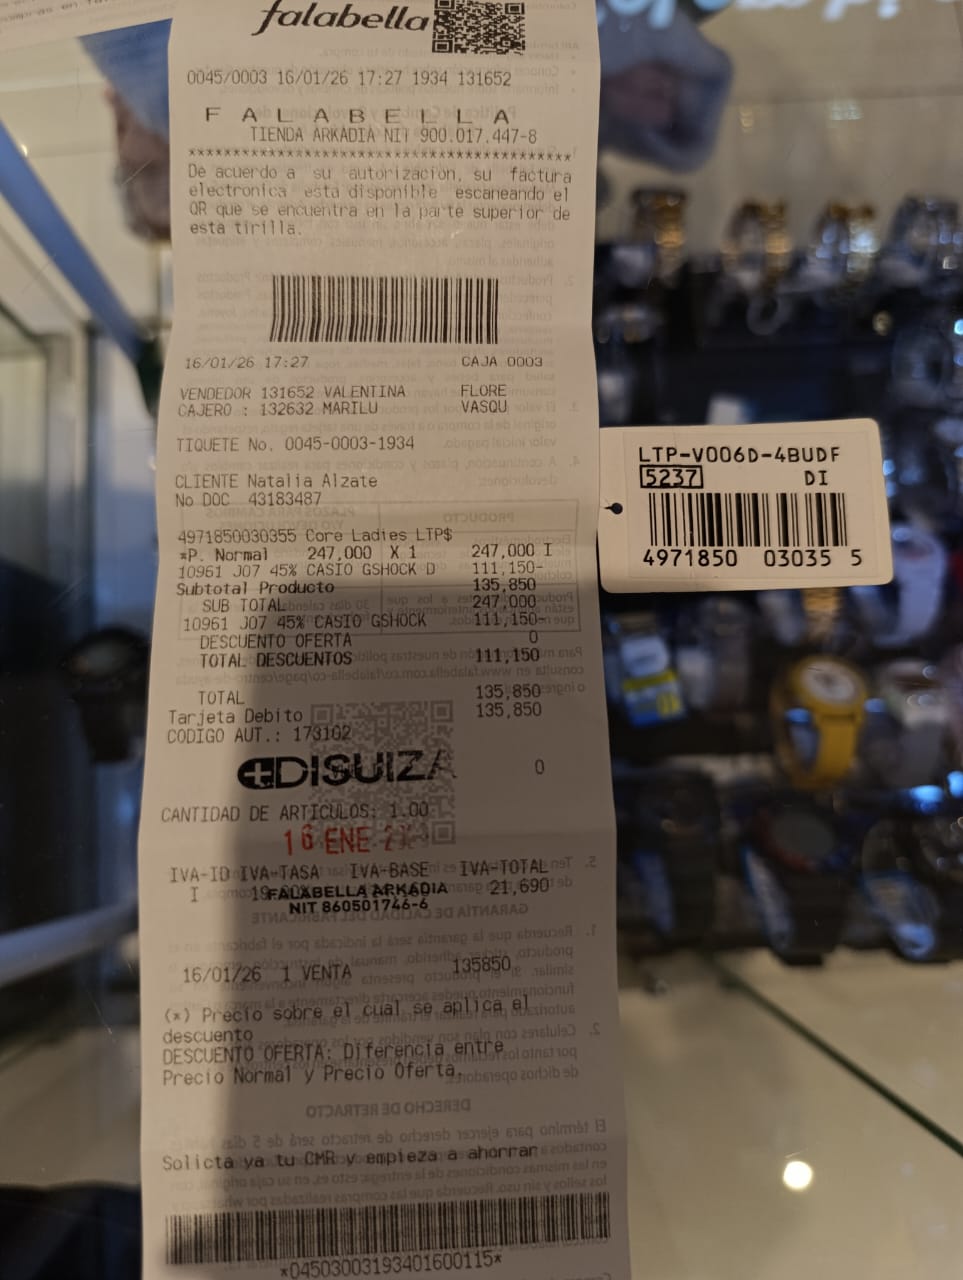 falabella
0045/0003 16/01/26 17:27 1934 131652
F A L A B E L L A
TIENDA ARKADIA NIT 900.017.447-8
******************************************
De acuerdo a su autorizacion, su factura
electronica esta disponible escaneando el
QR que se encuentra en la parte superior de
esta tirilla.
16/01/26 17:27 CAJA 0003
VENDEDOR 131652 VALENTINA FLORE
CAJERO : 132632 MARILU VASQU
TIQUETE No. 0045-0003-1934
CLIENTE Natalia Alzate
No DOC 43183487
4971850030355 Core Ladies LTP$
*P. Normal 247,000 X 1 247,000 I
10961 J07 45% CASIO GSHOCK D 111,150-
Subtotal Producto 135,850
SUB TOTAL 247,000
10961 J07 45% CASIO GSHOCK 111,150-
DESCUENTO OFERTA 0
TOTAL DESCUENTOS 111,150
TOTAL 135,850
Tarjeta Debito 135,850
CODIGO AUT.: 173102
DISUIZA 0
CANTIDAD DE ARTICULOS: 1.00
16 ENE
IVA-ID IVA-TASA IVA-BASE IVA-TOTAL
I 21,690
FALABELLA ARKADIA
NIT 860501746-6
16/01/26 1 VENTA 135850
(*) Precio sobre el cual se aplica el
descuento
DESCUENTO OFERTA: Diferencia entre
Precio Normal y Precio Oferta.
Solicta ya tu CMR y empieza a ahorrar
*04503003193401600115*
LTP-V006D-4BUDF
5237 DI
4971850 03035 5